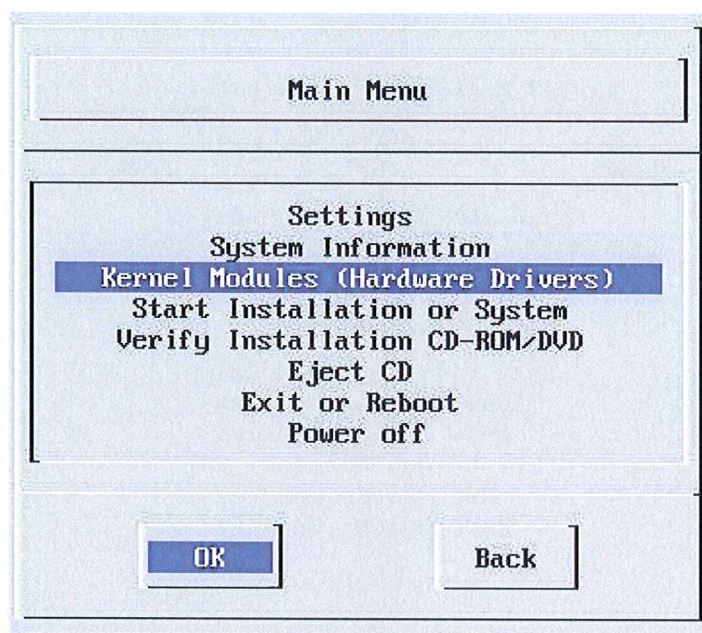 Main Menu
Settings
System Information
Kernel Modules (Hardware Drivers)
Start Installation or System
Verify Installation CD-ROM/DVD
Eject CD
Exit or Reboot
Power off
OK Back